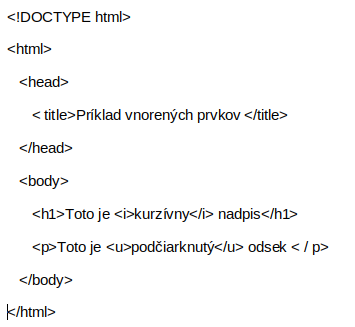 <!DOCTYPE html>
<html>
<head>
< title>Príklad vnorených prvkov </title>
</head>
<body>
<h1>Toto je <i>kurzívny</i> nadpis</h1>
<p>Toto je <u>podčiarknutý</u> odsek < / p>
</body>
</html>